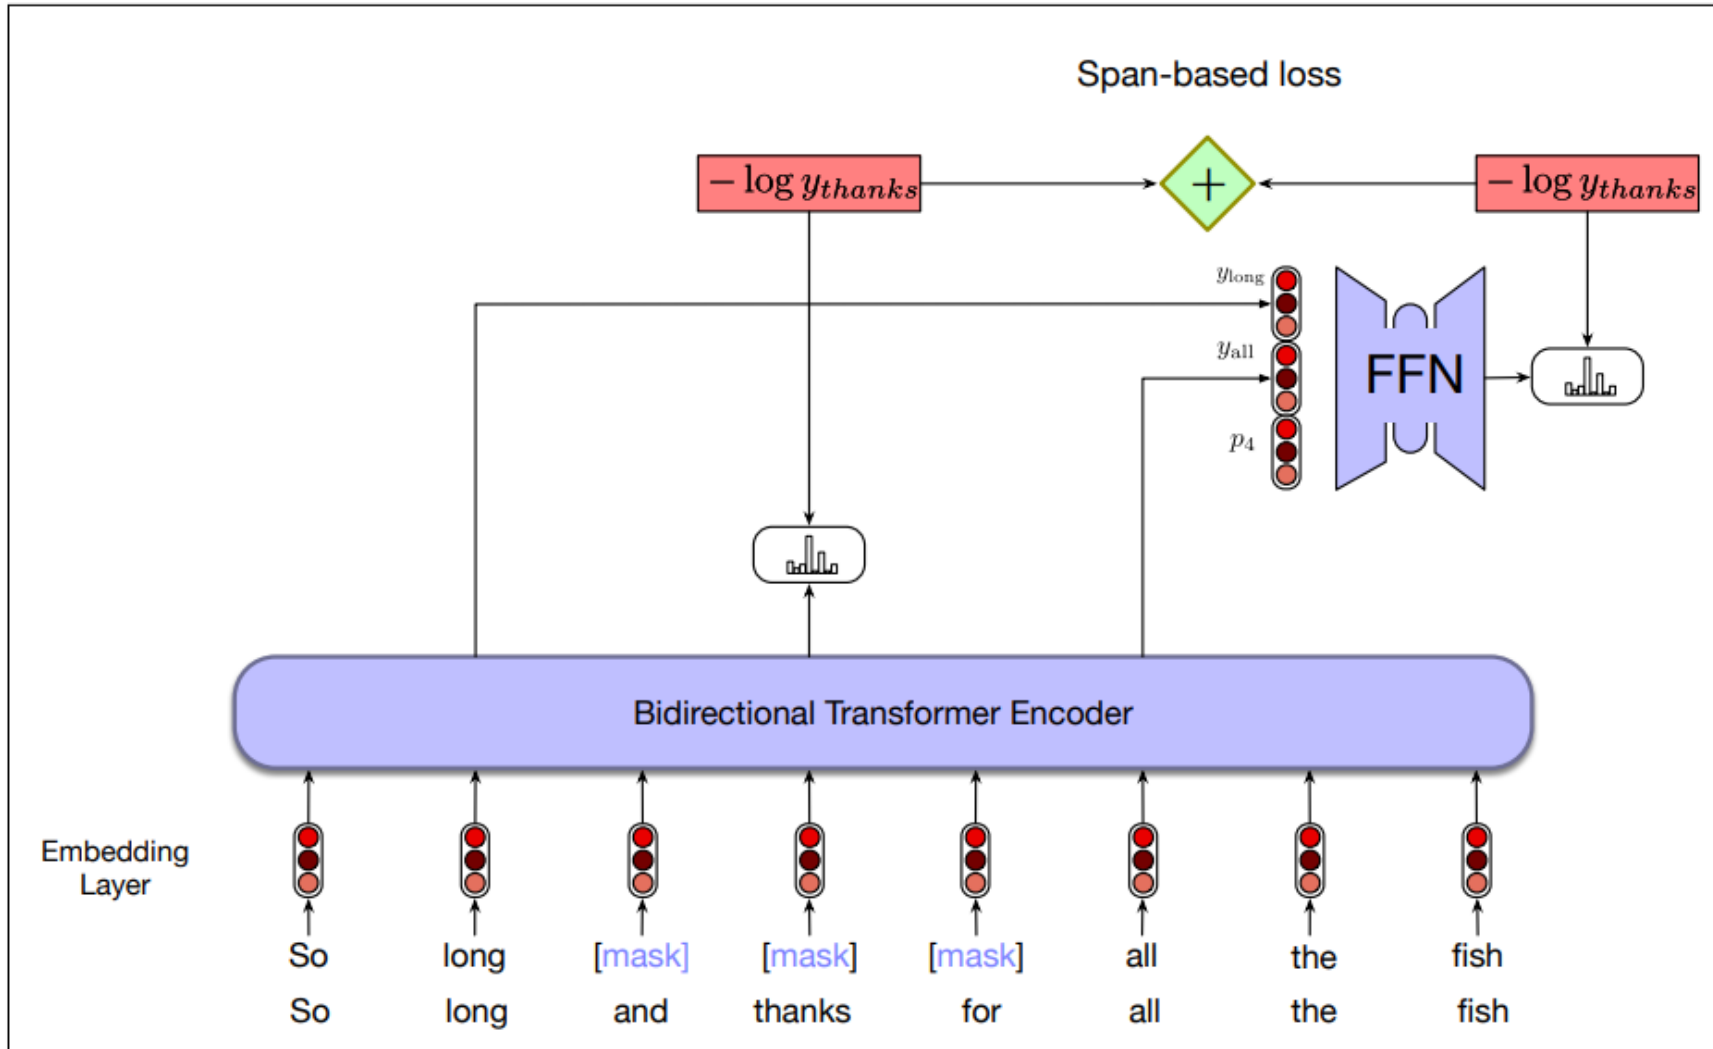 Span-based loss
− log y_thanks + − log y_thanks
y_long
y_all
FFN
p_4
Bidirectional Transformer Encoder
Embedding
Layer
So long [mask] [mask] [mask] all the fish
So long and thanks for all the fish